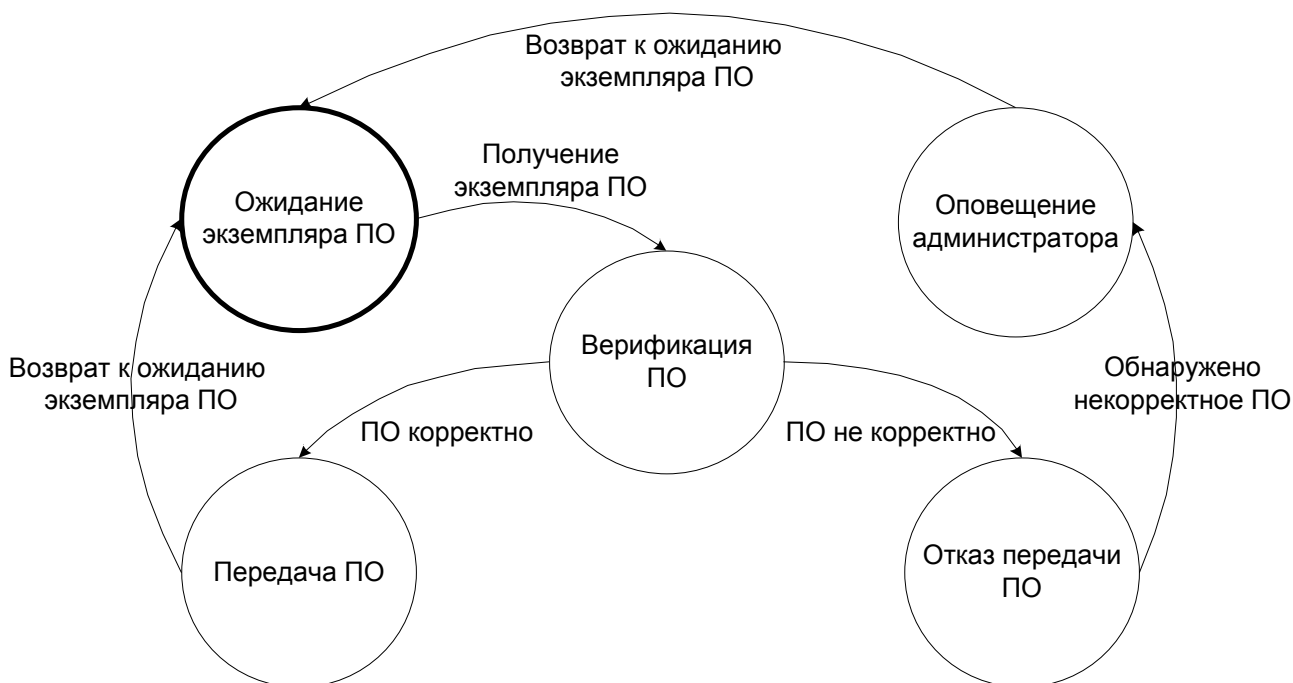 Возврат к ожиданию
экземпляра ПО
Получение
экземпляра ПО
Ожидание
экземпляра ПО
Оповещение
администратора
Верификация
ПО
Возврат к ожиданию
экземпляра ПО
Обнаружено
некорректное ПО
ПО корректно
ПО не корректно
Передача ПО
Отказ передачи
ПО